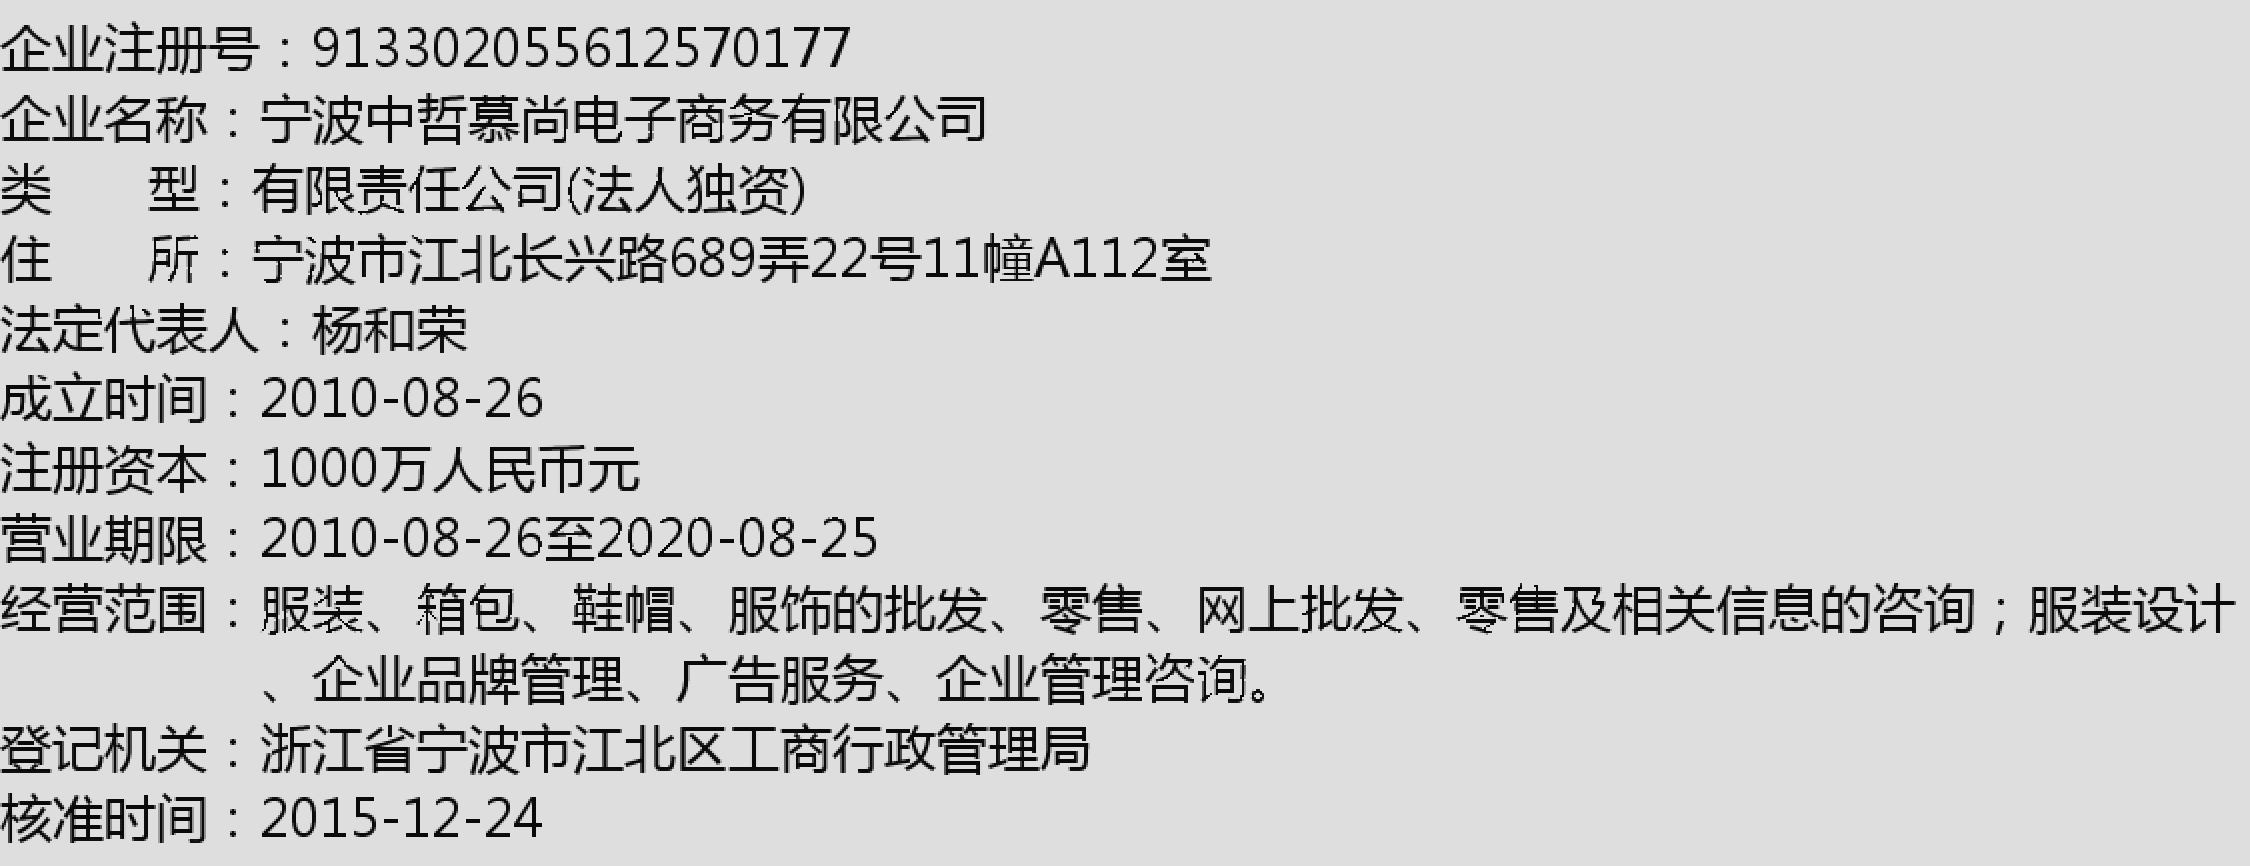 企业注册号：913302055612570177
企业名称：宁波中哲慕尚电子商务有限公司
类　　型：有限责任公司(法人独资)
住　　所：宁波市江北长兴路689弄22号11幢A112室
法定代表人：杨和荣
成立时间：2010-08-26
注册资本：1000万人民币元
营业期限：2010-08-26至2020-08-25
经营范围：服装、箱包、鞋帽、服饰的批发、零售、网上批发、零售及相关信息的咨询；服装设计
、企业品牌管理、广告服务、企业管理咨询。
登记机关：浙江省宁波市江北区工商行政管理局
核准时间：2015-12-24